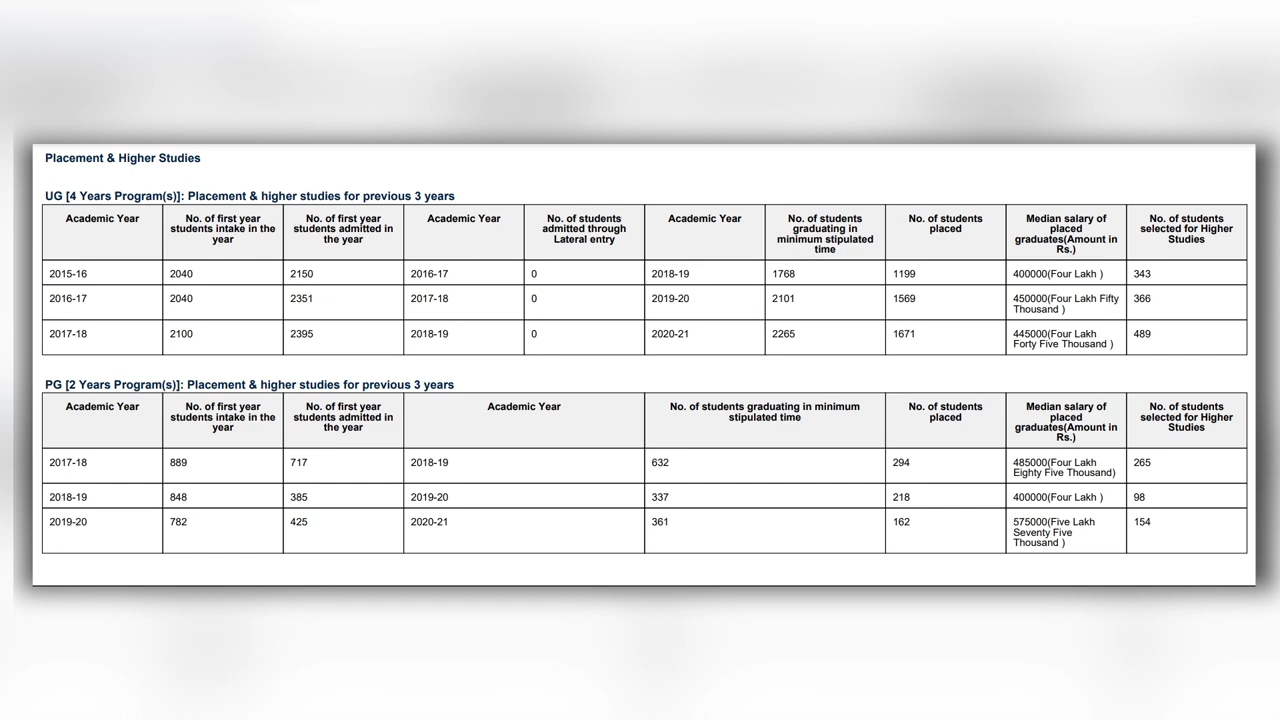 Placement & Higher Studies
UG [4 Years Program(s)]: Placement & higher studies for previous 3 years
Academic Year No. of first year students intake in the year No. of first year students admitted in the year Academic Year No. of students admitted through Lateral entry Academic Year No. of students graduating in minimum stipulated time No. of students placed Median salary of placed graduates(Amount in Rs.) No. of students selected for Higher Studies
2015-16 2040 2150 2016-17 0 2018-19 1768 1199 400000(Four Lakh ) 343
2016-17 2040 2351 2017-18 0 2019-20 2101 1569 450000(Four Lakh Fifty Thousand ) 366
2017-18 2100 2395 2018-19 0 2020-21 2265 1671 445000(Four Lakh Forty Five Thousand ) 489
PG [2 Years Program(s)]: Placement & higher studies for previous 3 years
Academic Year No. of first year students intake in the year No. of first year students admitted in the year Academic Year No. of students graduating in minimum stipulated time No. of students placed Median salary of placed graduates(Amount in Rs.) No. of students selected for Higher Studies
2017-18 889 717 2018-19 632 294 485000(Four Lakh Eighty Five Thousand) 265
2018-19 848 385 2019-20 337 218 400000(Four Lakh ) 98
2019-20 782 425 2020-21 361 162 575000(Five Lakh Seventy Five Thousand ) 154